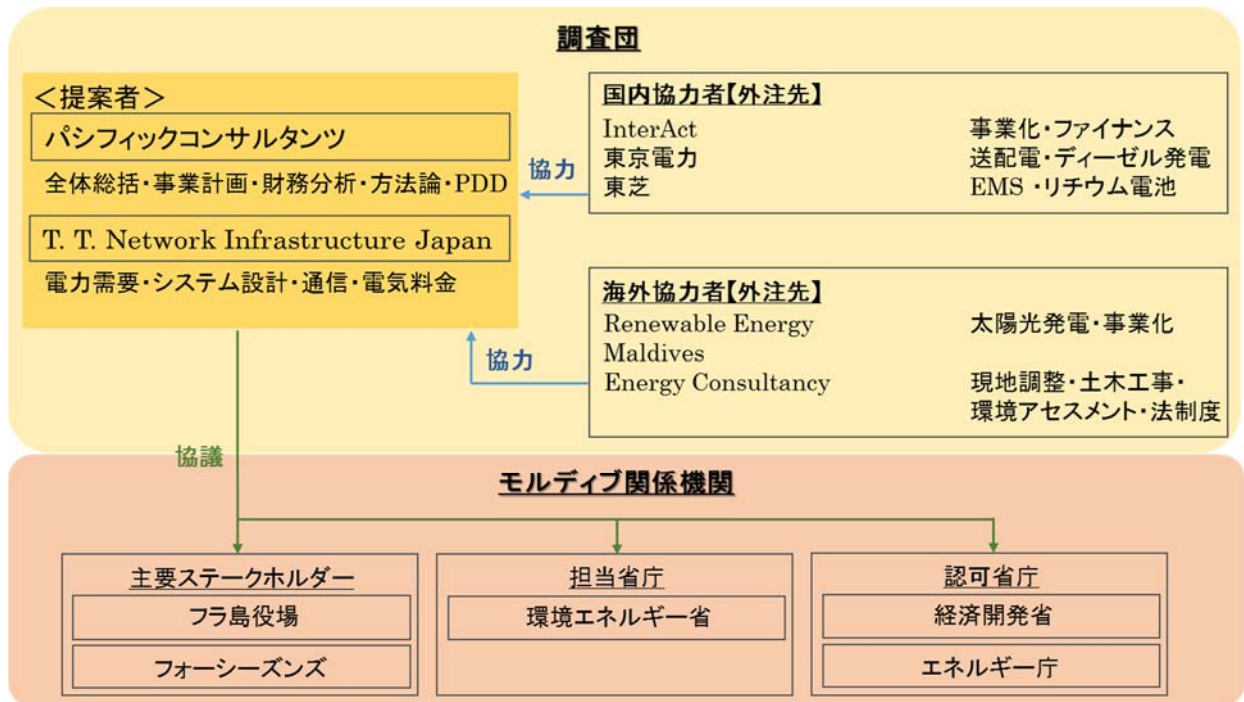 調査団
＜提案者＞
パシフィックコンサルタンツ
全体総括・事業計画・財務分析・方法論・PDD
T. T. Network Infrastructure Japan
電力需要・システム設計・通信・電気料金
協力
国内協力者【外注先】
InterAct 事業化・ファイナンス
東京電力 送配電・ディーゼル発電
東芝 EMS・リチウム電池
協力
海外協力者【外注先】
Renewable Energy 太陽光発電・事業化
Maldives
Energy Consultancy 現地調整・土木工事・
環境アセスメント・法制度
協議
モルディブ関係機関
主要ステークホルダー
フラ島役場
フォーシーズンズ
担当省庁
環境エネルギー省
認可省庁
経済開発省
エネルギー庁